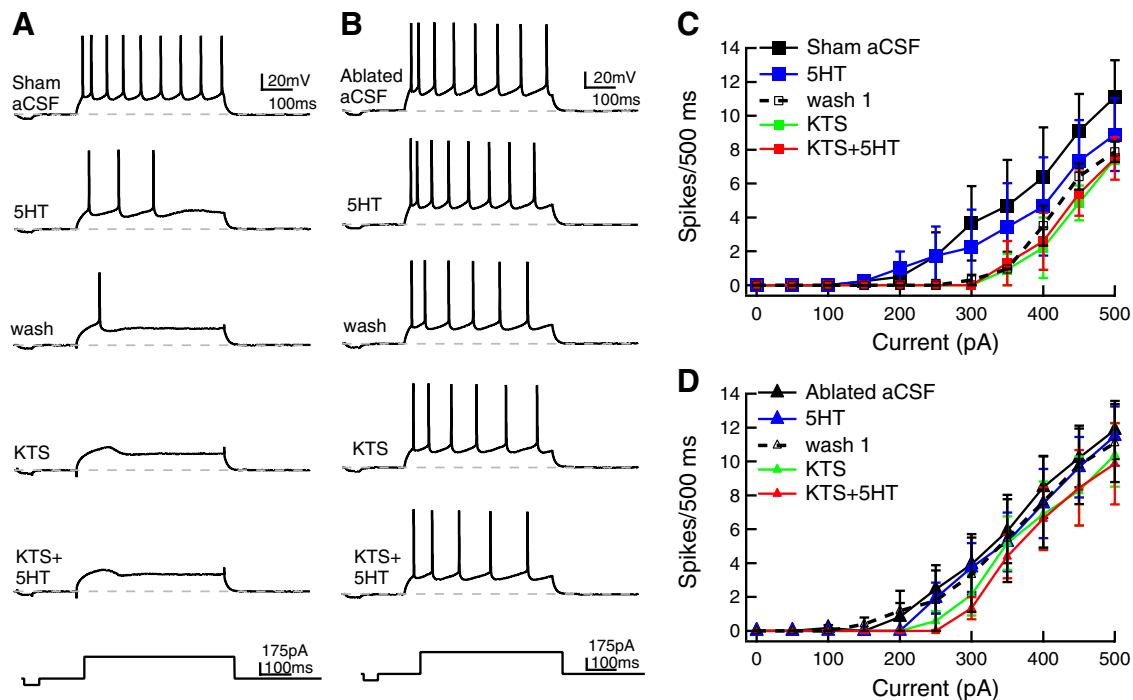 A
Sham
aCSF
20mV
100ms
5HT
wash
KTS
KTS+
5HT
175pA
100ms
B
Ablated
aCSF
20mV
100ms
5HT
wash
KTS
KTS+
5HT
175pA
100ms
C
Sham aCSF
5HT
wash 1
KTS
KTS+5HT
Spikes/500 ms
14
12
10
8
6
4
2
0
0 100 200 300 400 500
Current (pA)
D
Ablated aCSF
5HT
wash 1
KTS
KTS+5HT
Spikes/500 ms
14
12
10
8
6
4
2
0
0 100 200 300 400 500
Current (pA)